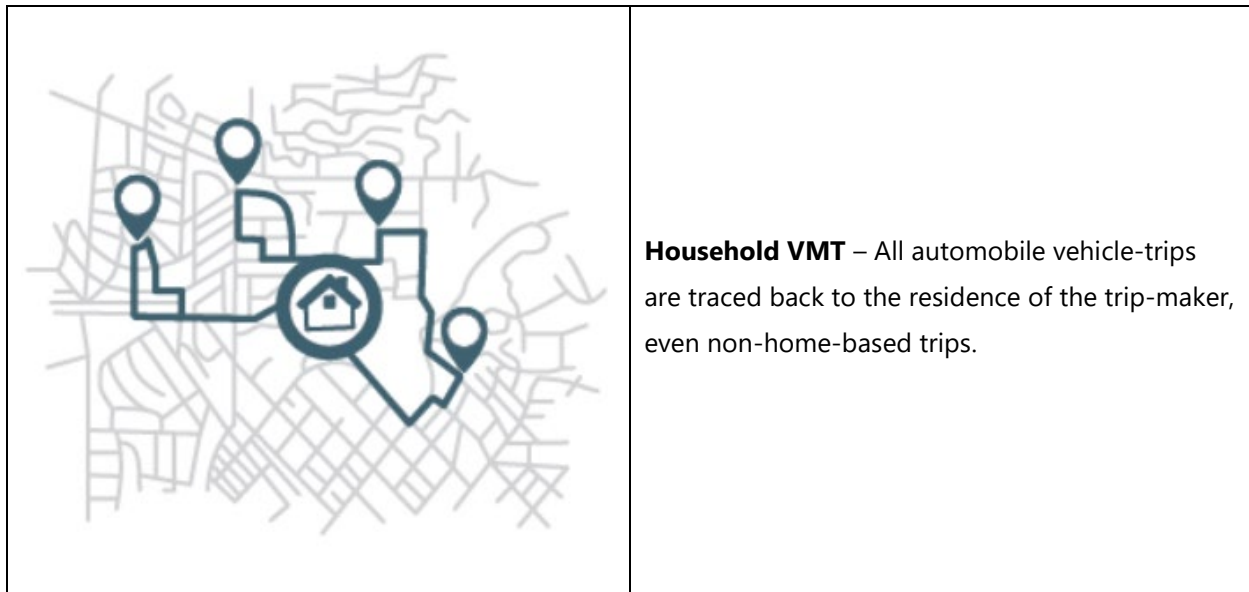 Household VMT – All automobile vehicle-trips
are traced back to the residence of the trip-maker,
even non-home-based trips.